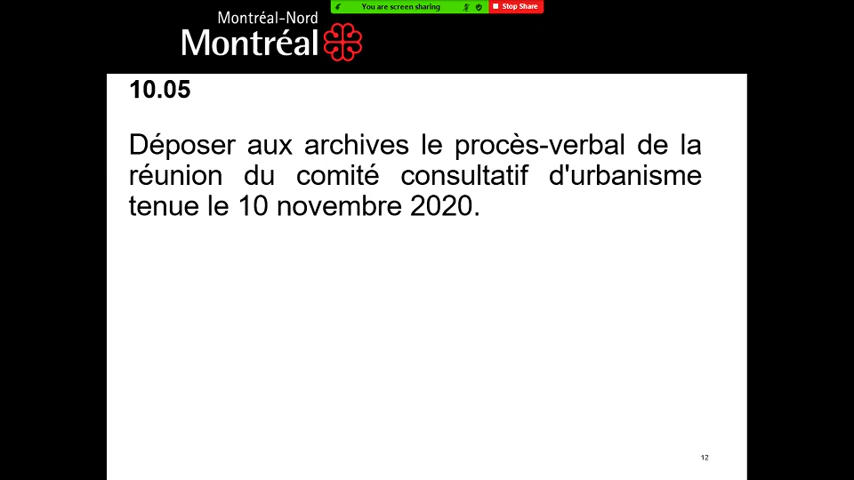 Montréal-Nord
You are screen sharing
Stop Share
Montréal
10.05
Déposer aux archives le procès-verbal de la
réunion du comité consultatif d'urbanisme
tenue le 10 novembre 2020.
12